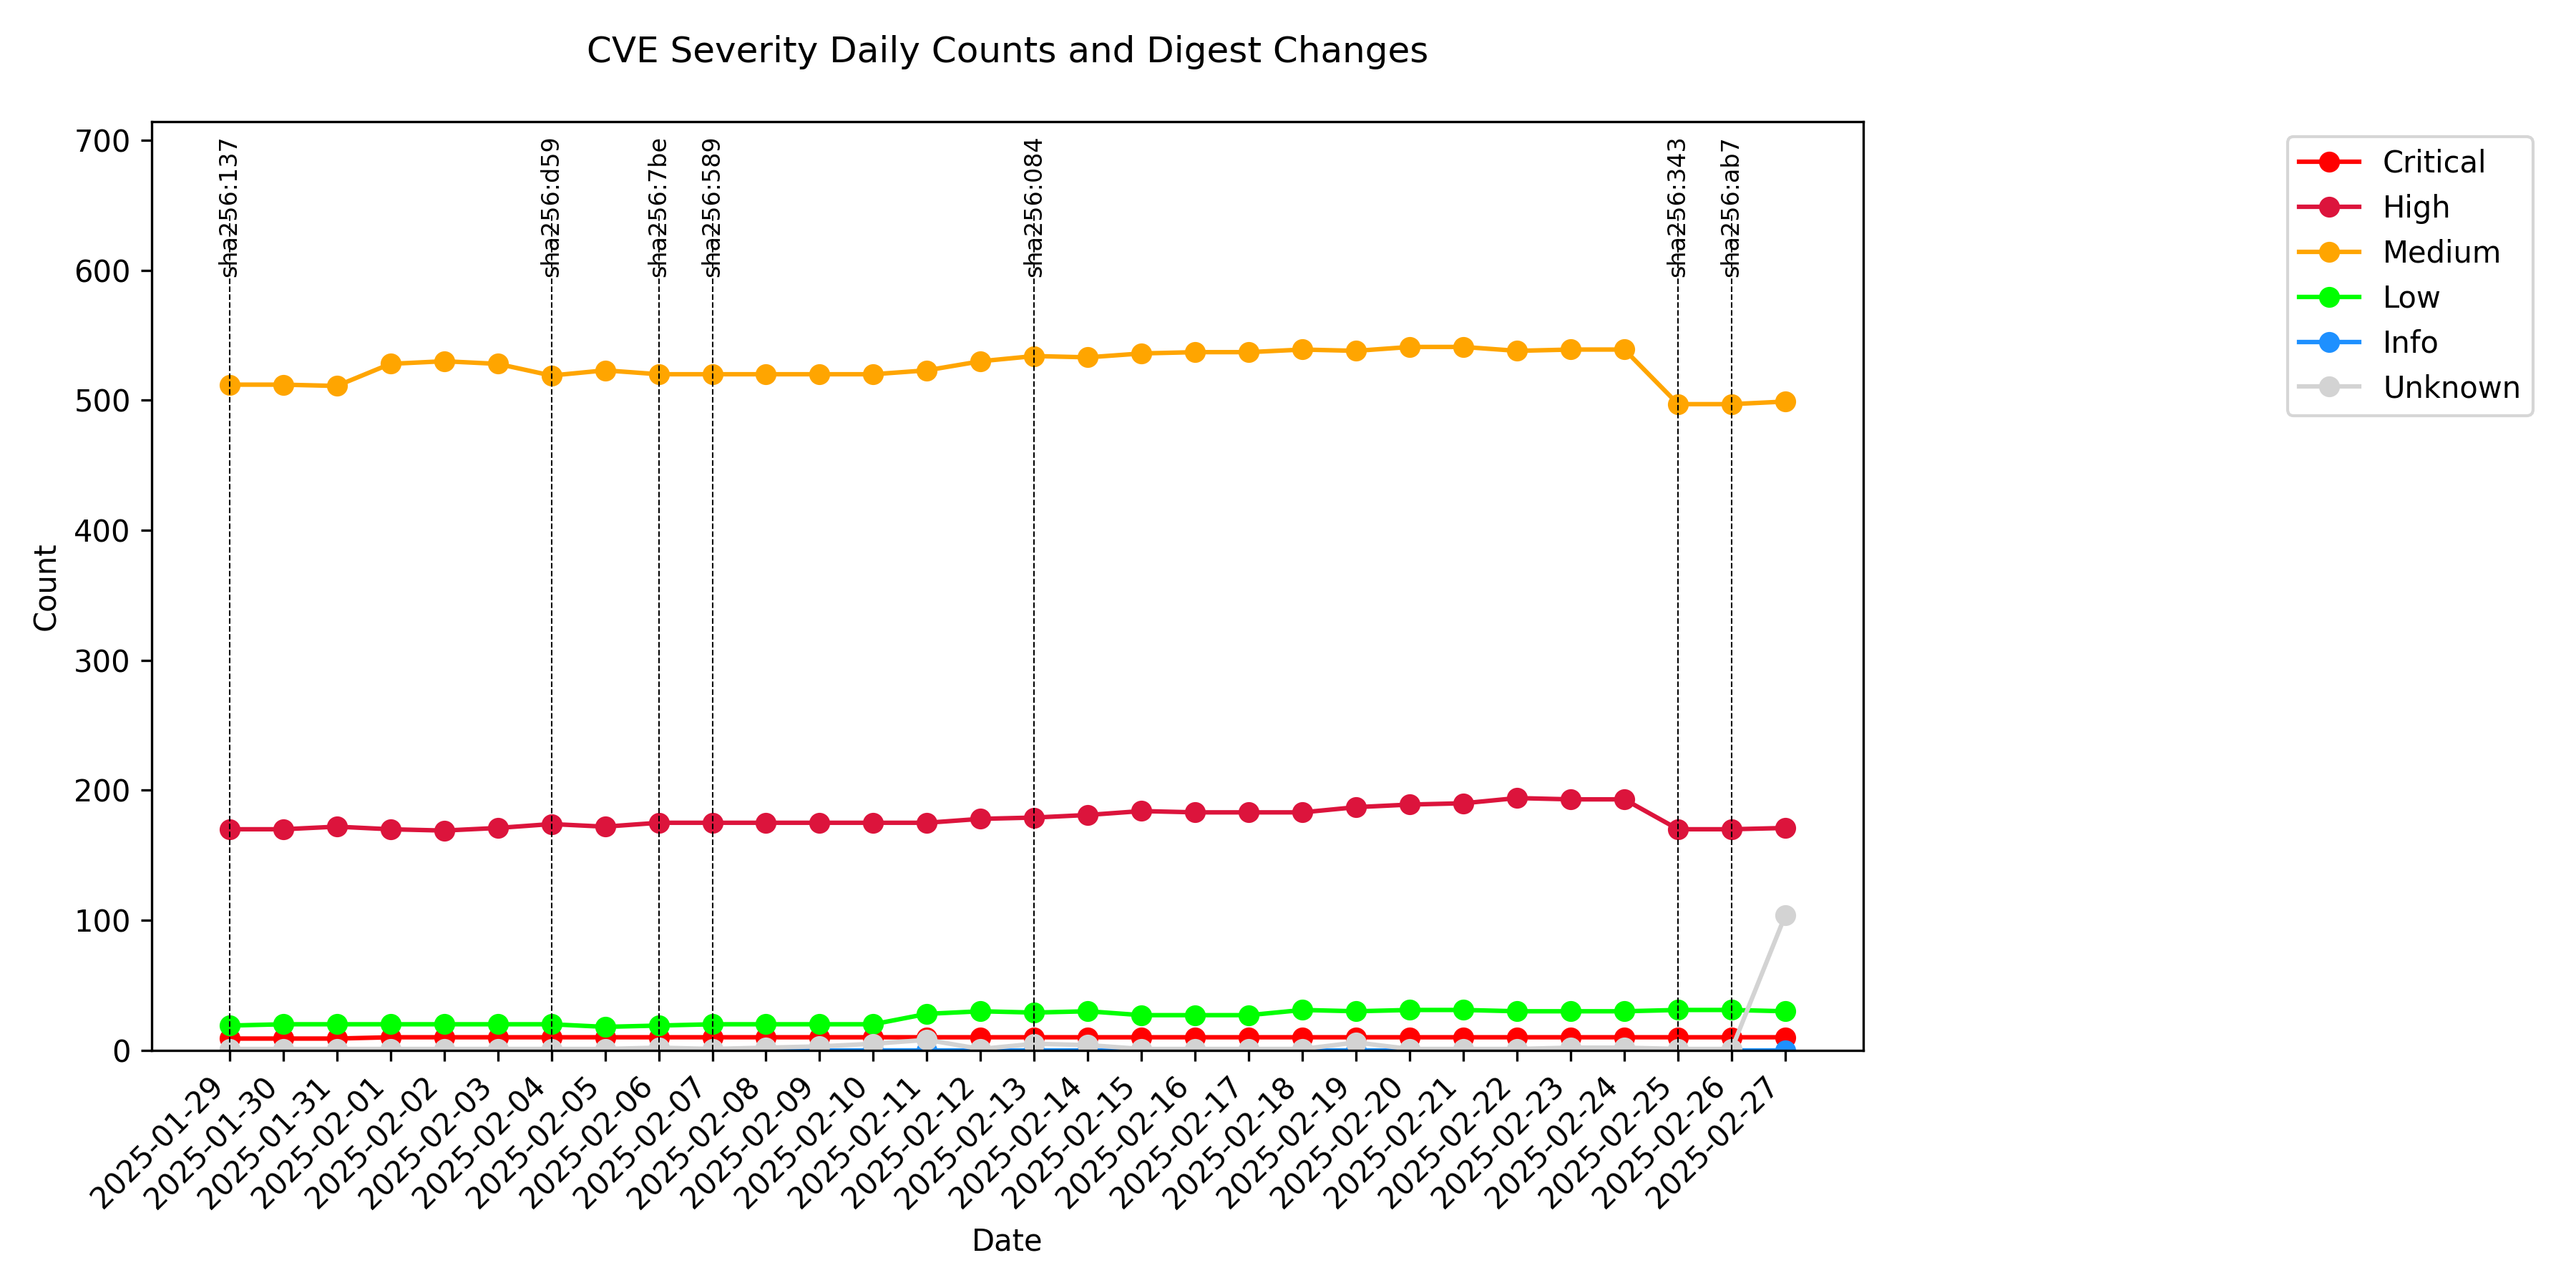 CVE Severity Daily Counts and Digest Changes
700
600
500
400
300
200
100
0
Count
sha256:137
sha256:d59
sha256:7be
sha256:589
sha256:084
sha256:343
sha256:ab7
Critical
High
Medium
Low
Info
Unknown
2025-01-29
2025-01-30
2025-01-31
2025-02-01
2025-02-02
2025-02-03
2025-02-04
2025-02-05
2025-02-06
2025-02-07
2025-02-08
2025-02-09
2025-02-10
2025-02-11
2025-02-12
2025-02-13
2025-02-14
2025-02-15
2025-02-16
2025-02-17
2025-02-18
2025-02-19
2025-02-20
2025-02-21
2025-02-22
2025-02-23
2025-02-24
2025-02-25
2025-02-26
2025-02-27
Date